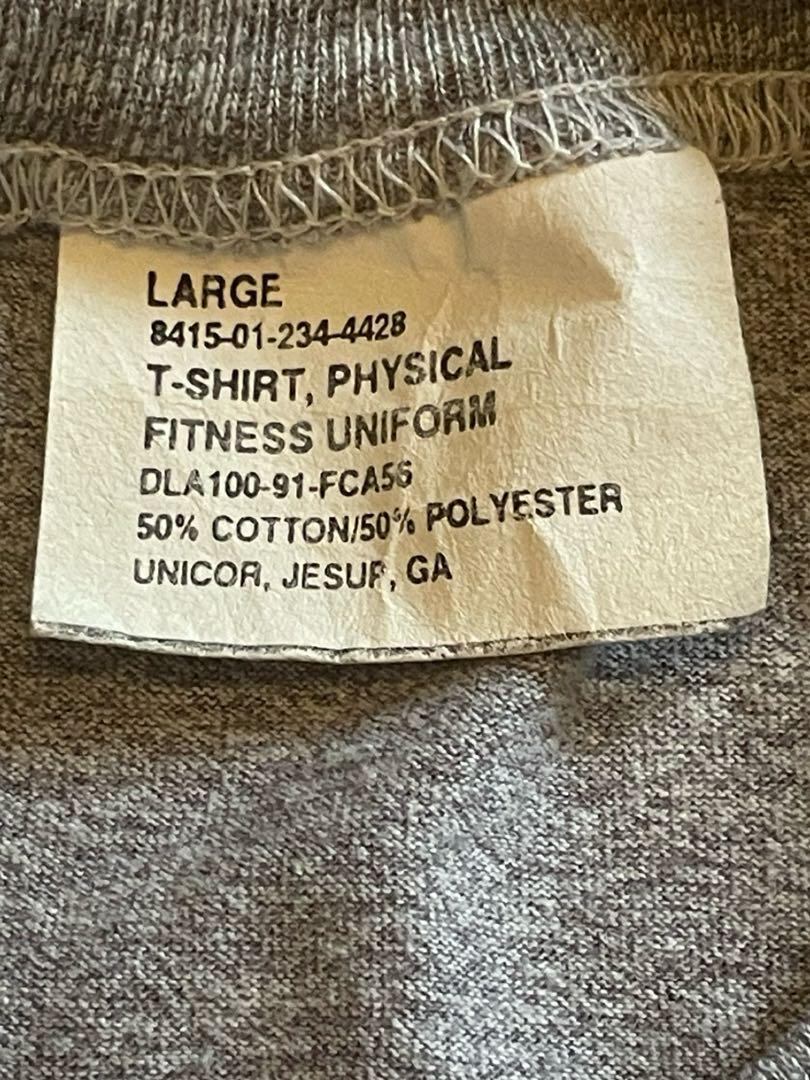 LARGE
8415-01-234-4428
T-SHIRT, PHYSICAL
FITNESS UNIFORM
DLA100-91-FCA56
50% COTTON/50% POLYESTER
UNICOR, JESUP, GA